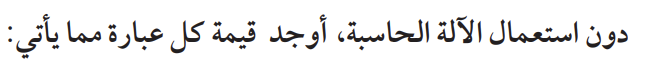 دون استعمال الآلة الحاسبة، أوجد قيمة كل عبارة مما يأتي: